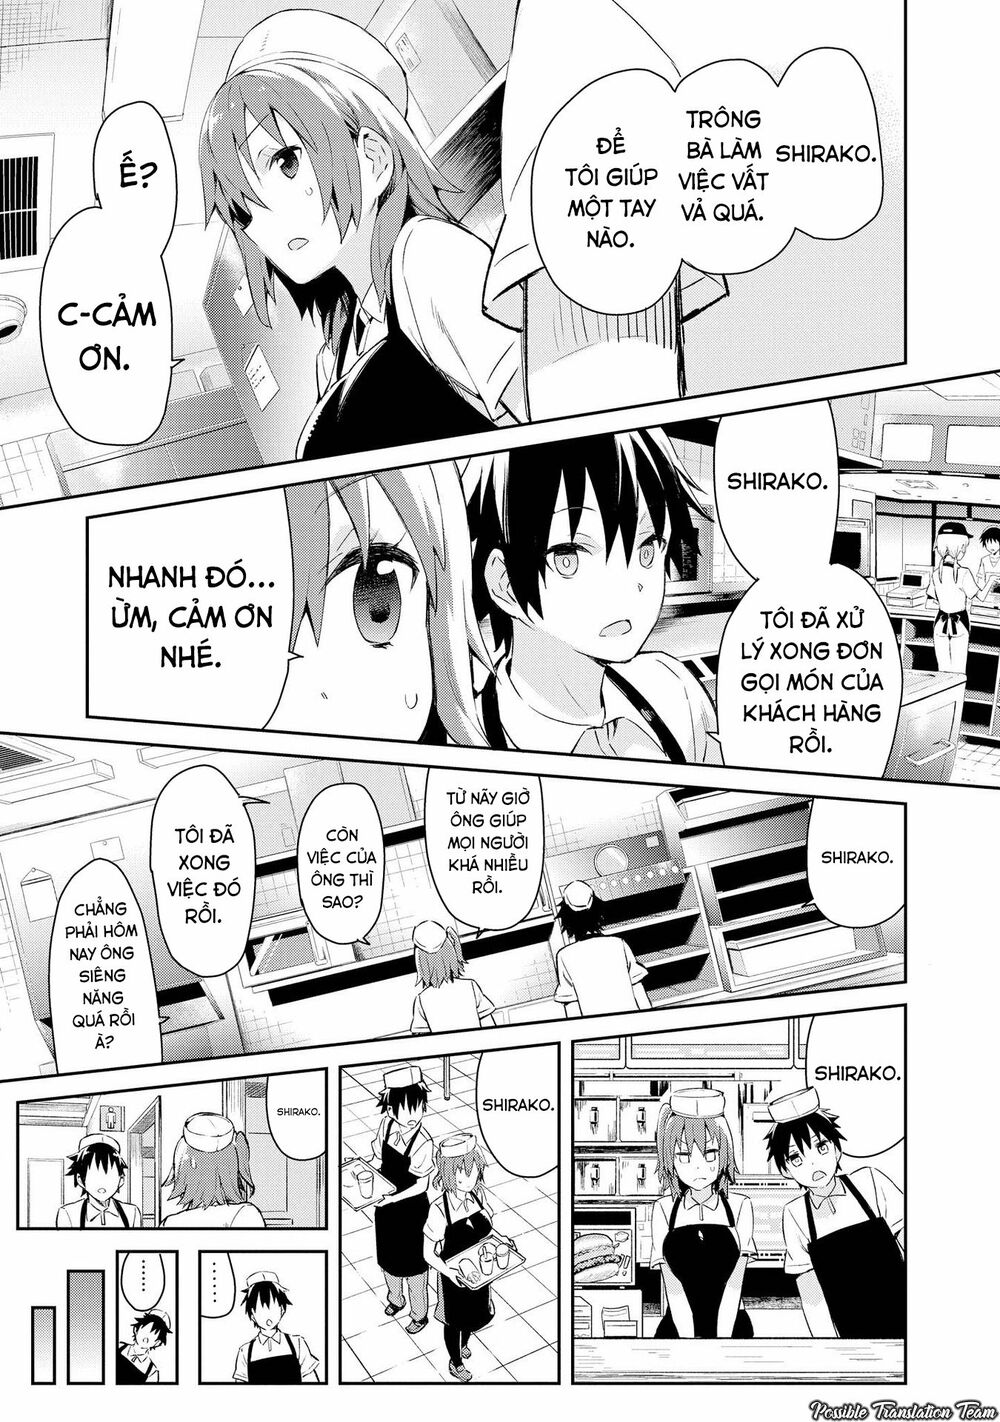 SHIRAKO.
TRÔNG
BÀ LÀM
VIỆC VẤT
VẢ QUÁ.
ĐỂ
TÔI GIÚP
MỘT TAY
NÀO.
Ế?
C-CẢM
ƠN.
SHIRAKO.
TÔI ĐÃ XỬ
LÝ XONG ĐƠN
GỌI MÓN CỦA
KHÁCH HÀNG
RỒI.
NHANH ĐÓ...
ỪM, CẢM ƠN
NHÉ.
SHIRAKO.
TỪ NÃY GIỜ
ÔNG GIÚP
MỌI NGƯỜI
KHÁ NHIỀU
RỒI.
CÒN
VIỆC CỦA
ÔNG THÌ
SAO?
TÔI ĐÃ
XONG
VIỆC ĐÓ
RỒI.
CHẲNG
PHẢI HÔM
NAY ÔNG
SIÊNG
NĂNG
QUÁ RỒI
À?
SHIRAKO.
SHIRAKO.
SHIRAKO.
......
......
Possible Translation Team